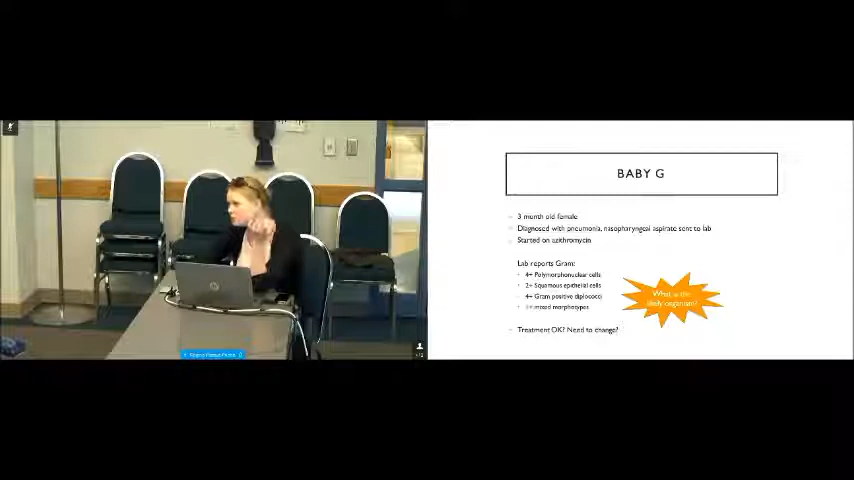 BABY G
3 month old female
Diagnosed with pneumonia, nasopharyngeal aspirate sent to lab
Started on azithromycin
Lab reports Gram:
4+ Polymorphonuclear cells
2+ Squamous epithelial cells
4+ Gram positive diplococci
1+ mixed morphotypes
What is the
likely organism?
Treatment OK? Need to change?